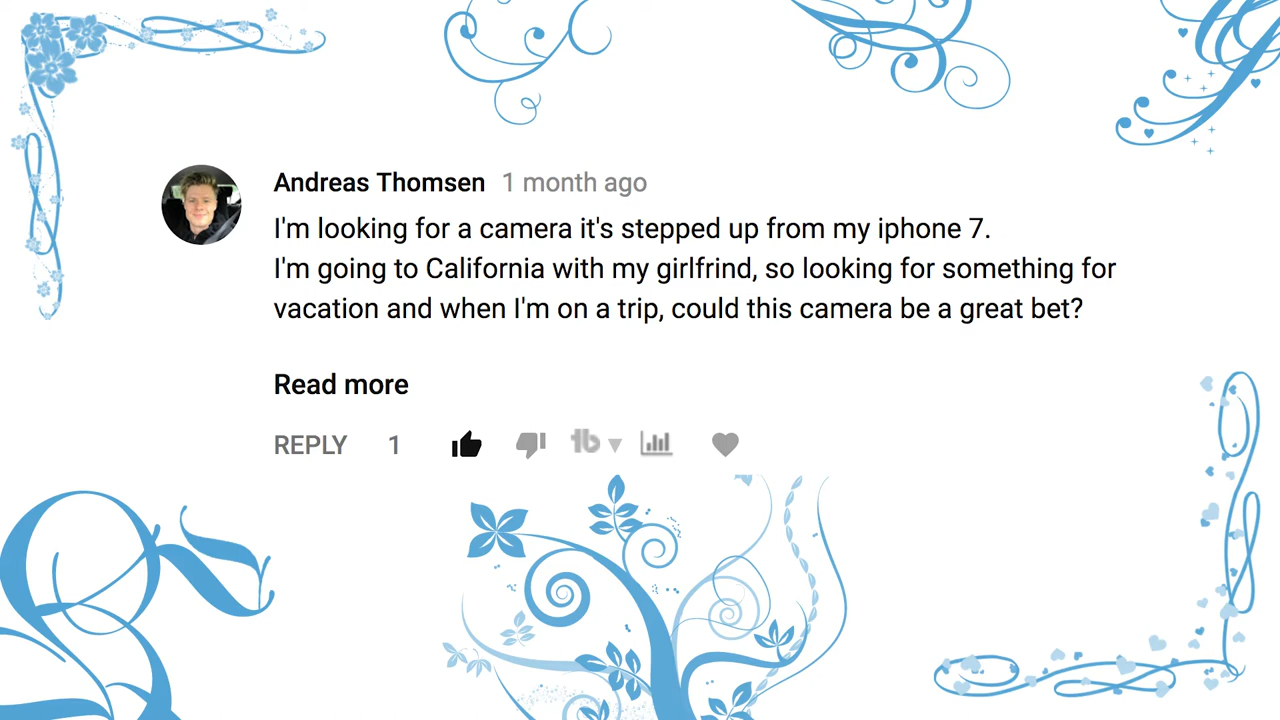 Andreas Thomsen 1 month ago
I'm looking for a camera it's stepped up from my iphone 7.
I'm going to California with my girlfrind, so looking for something for
vacation and when I'm on a trip, could this camera be a great bet?
Read more
REPLY 1 tb